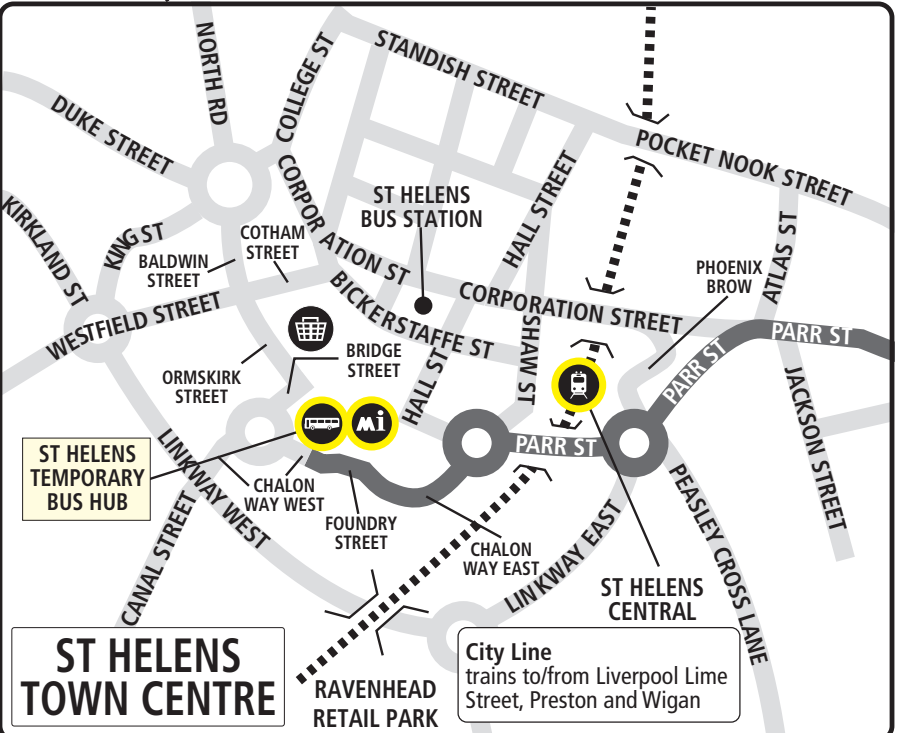 NORTH RD
COLLEGE ST
STANDISH STREET
DUKE STREET
POCKET NOOK STREET
KIRKLAND ST
KING ST
CORPORATION ST
ST HELENS
BUS STATION
HALL STREET
COTHAM
STREET
BALDWIN
STREET
ATLAS ST
PHOENIX
BROW
WESTFIELD STREET
BICKERSTAFFE ST
CORPORATION STREET
SHAW ST
PARR ST
PARR ST
ORMSKIRK
STREET
BRIDGE
STREET
HALL ST
JACKSON STREET
mi
PARR ST
ST HELENS
TEMPORARY
BUS HUB
CHALON
WAY WEST
LINKWAY WEST
FOUNDRY
STREET
CHALON
WAY EAST
LINKWAY EAST
PEASLEY CROSS LANE
CANAL STREET
ST HELENS
CENTRAL
ST HELENS
TOWN CENTRE
RAVENHEAD
RETAIL PARK
City Line
trains to/from Liverpool Lime
Street, Preston and Wigan